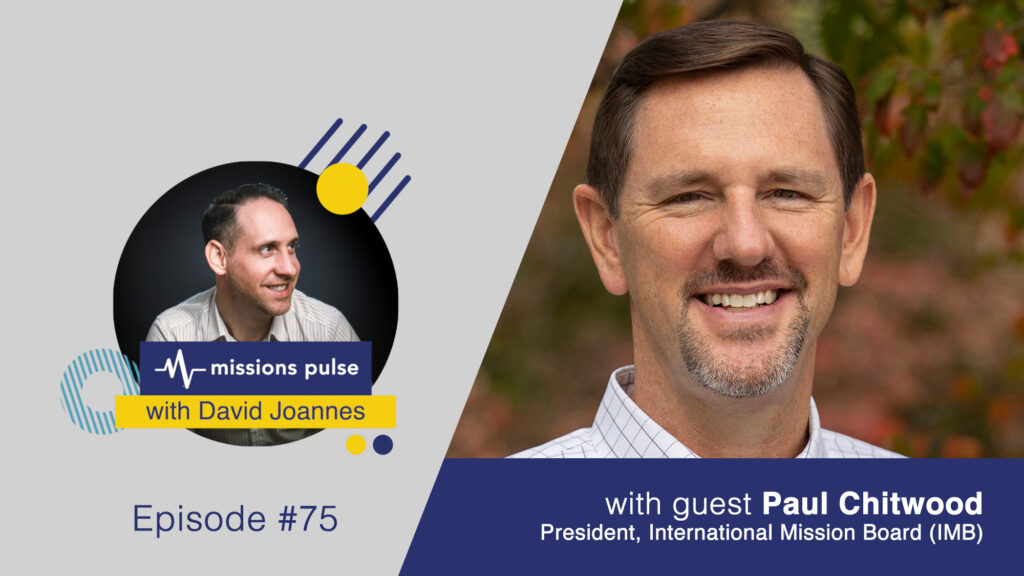 missions pulse
with David Joannes
Episode #75
with guest Paul Chitwood
President, International Mission Board (IMB)